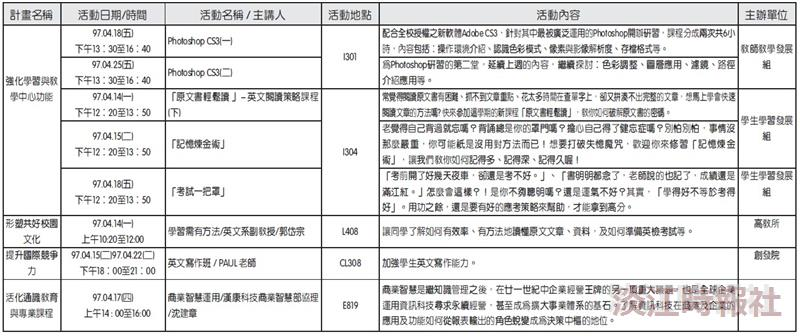 計畫名稱 活動日期/時間 活動名稱 / 主講人 活動地點 活動內容 主辦單位
強化學習與教學中心功能
97.04.18(五)
下午13：30至16：40
Photoshop CS3(一)
I301
配合全校授權之新軟體Adobe CS3，針對其中最被廣泛運用的Photoshop開辦研習，課程分成兩次共6小
時，內容包括：操作環境介紹、認識色彩模式、像素與影像解析度、存檔格式等。
教師教學發展
組
97.04.25(五)
下午13：30至16：40
Photoshop CS3(二)
為Photoshop研習的第二堂，延續上週的內容，繼續探討：色彩調整、圖層應用、濾鏡、路徑
介紹應用等。
97.04.14(一)
下午12：20至13：50
「原文書輕鬆讀」–英文閱讀策略課程
(下)
I304
常覺得閱讀原文書有困難、抓不到文章重點、花太多時間在查單字上，卻又拼湊不出完整的文章，想馬上學會快速
閱讀文章的方法嗎?快來參加這學期的新課程「原文書輕鬆讀」，教你如何破解原文書的密碼。
學生學習發展
組
97.04.15(二)
下午12：20至13：50
「記憶煉金術」
老覺得自己背過就忘嗎？背誦總是你的罩門嗎？擔心自己得了健忘症嗎？別怕別怕，事情沒
那麼嚴重，你可能祇是沒用對方法而已！想要打破失憶魔咒，歡迎你來修習「記憶煉金
術」，讓我們教你如何記得多、記得深、記得久喔！
97.04.18(五)
下午12：20至13：50
「考試一把罩」
「考前開了好幾天夜車，卻還是考不好。」、「書明明都念了，老師說的也記了，成績還是
滿江紅。」怎麼會這樣？！是你不夠聰明嗎？還是運氣不好？其實，「學得好不等於考得
好」。用功之餘，還是要有好的應考策略來幫助，才能拿到高分。
學生學習發展
組
形塑共好校園
文化
97.04.14(一)
上午10:20至12:00
學習需有方法/英文系副教授/郭岱宗
L408
讓同學了解如何有效率、有方法地讀懂原文文章、資料，及如何準備英檢考試等。
高教所
提升國際競爭
力
97.04.15(二)97.04.22(二)
下午18：00至21：00
英文寫作班 / PAUL老師
CL308
加強學生英文寫作能力。
創發院
活化通識教育
與專業課程
97.04.17(四)
上午14：00至16:00
商業智慧運用/漢康科技商業智慧部協理
/沈建章
E819
商業智慧是繼知識管理之後，在廿一世紀中企業經營王牌的另一項重大議題，也是全球企業
運用資訊科技尋求永續經營，甚至成為擴大事業體系的基石。了解資訊科技在商業及企業的
應用及功能如何從報表輸出的角色蛻變成為決策中樞的地位。
淡江時報社